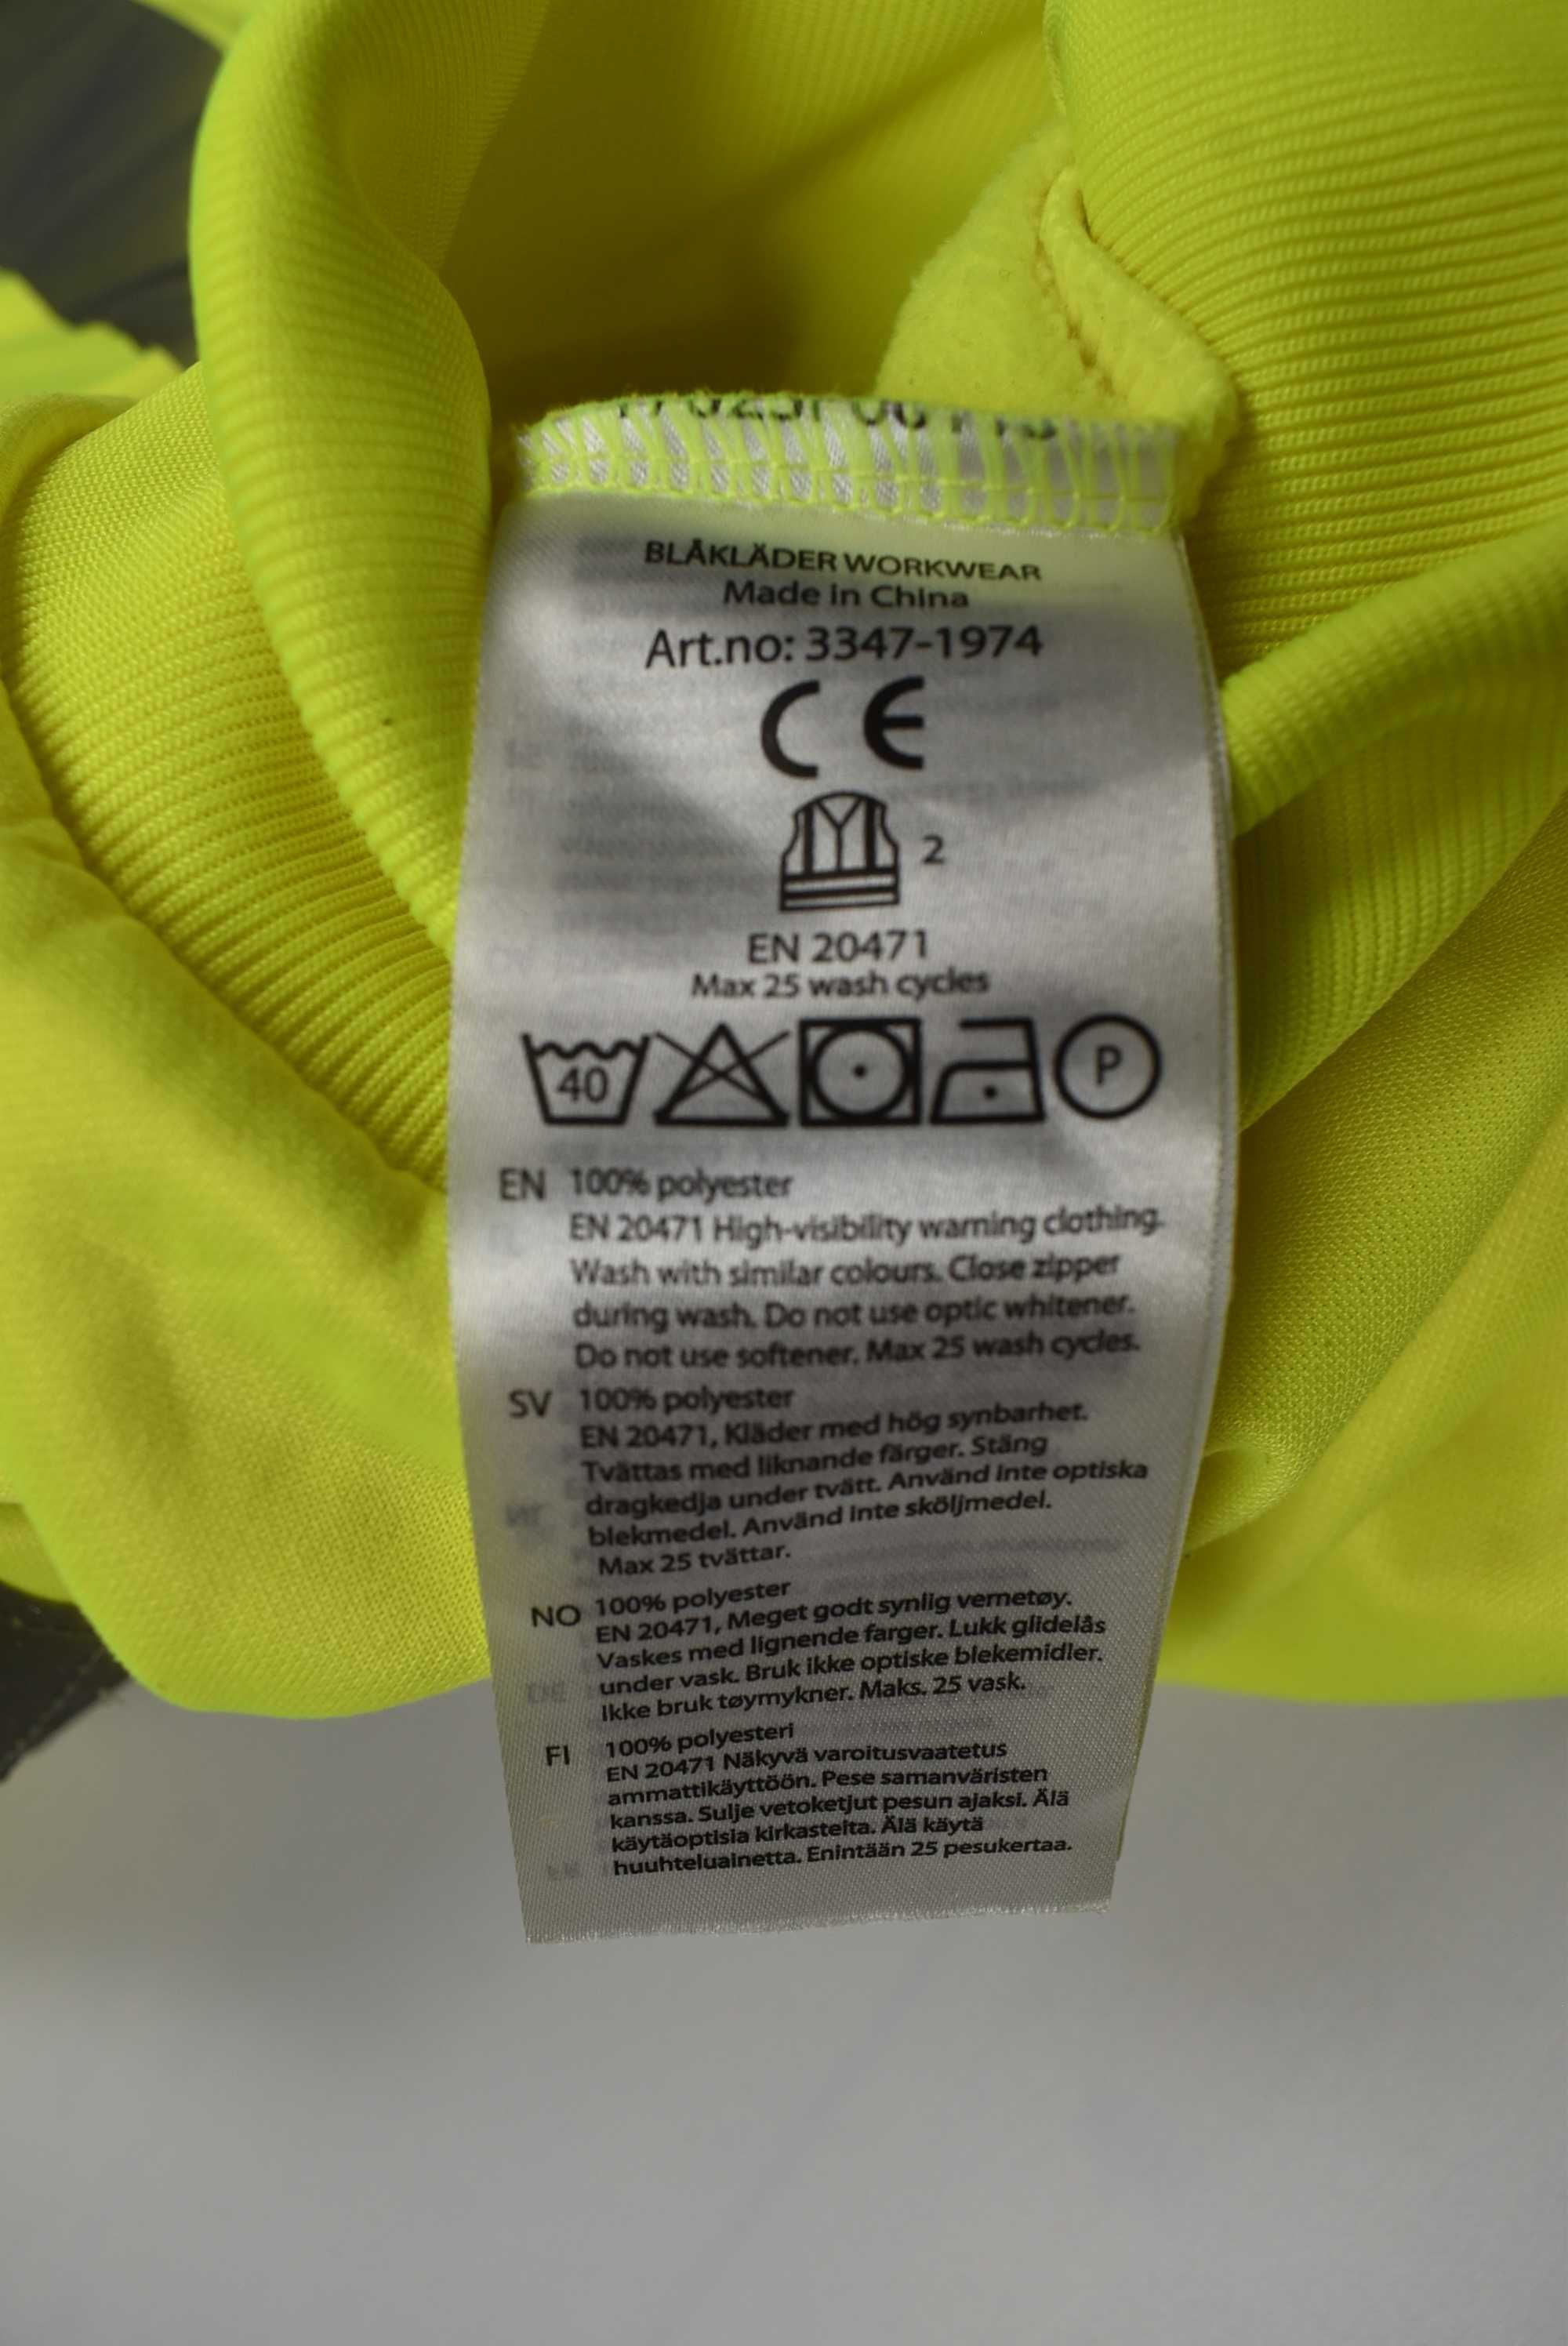 BLÅKLÄDER WORKWEAR
Made in China
Art.no: 3347-1974
CE
2
EN 20471
Max 25 wash cycles
40 P
EN 100% polyester
EN 20471 High-visibility warning clothing.
Wash with similar colours. Close zipper
during wash. Do not use optic whitener.
Do not use softener. Max 25 wash cycles.
SV 100% polyester
EN 20471, Kläder med hög synbarhet.
Tvättas med liknande färger. Stäng
dragkedja under tvätt. Använd inte optiska
blekmedel. Använd inte sköljmedel.
Max 25 tvättar.
NO 100% polyester
EN 20471, Meget godt synlig vernetøy.
Vaskes med lignende farger. Lukk glidelås
under vask. Bruk ikke optiske blekemidler.
Ikke bruk tøymykner. Maks. 25 vask.
FI 100% polyesteri
EN 20471 Näkyvä varoitusvaatetus
ammattikäyttöön. Pese samanväristen
kanssa. Sulje vetoketjut pesun ajaksi. Älä
käytäoptisia kirkasteita. Älä käytä
huuhteluainetta. Enintään 25 pesukertaa.